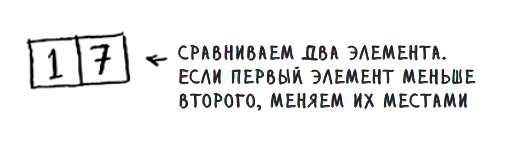 1 7 ← СРАВНИВАЕМ ДВА ЭЛЕМЕНТА.
ЕСЛИ ПЕРВЫЙ ЭЛЕМЕНТ МЕНЬШЕ
ВТОРОГО, МЕНЯЕМ ИХ МЕСТАМИ